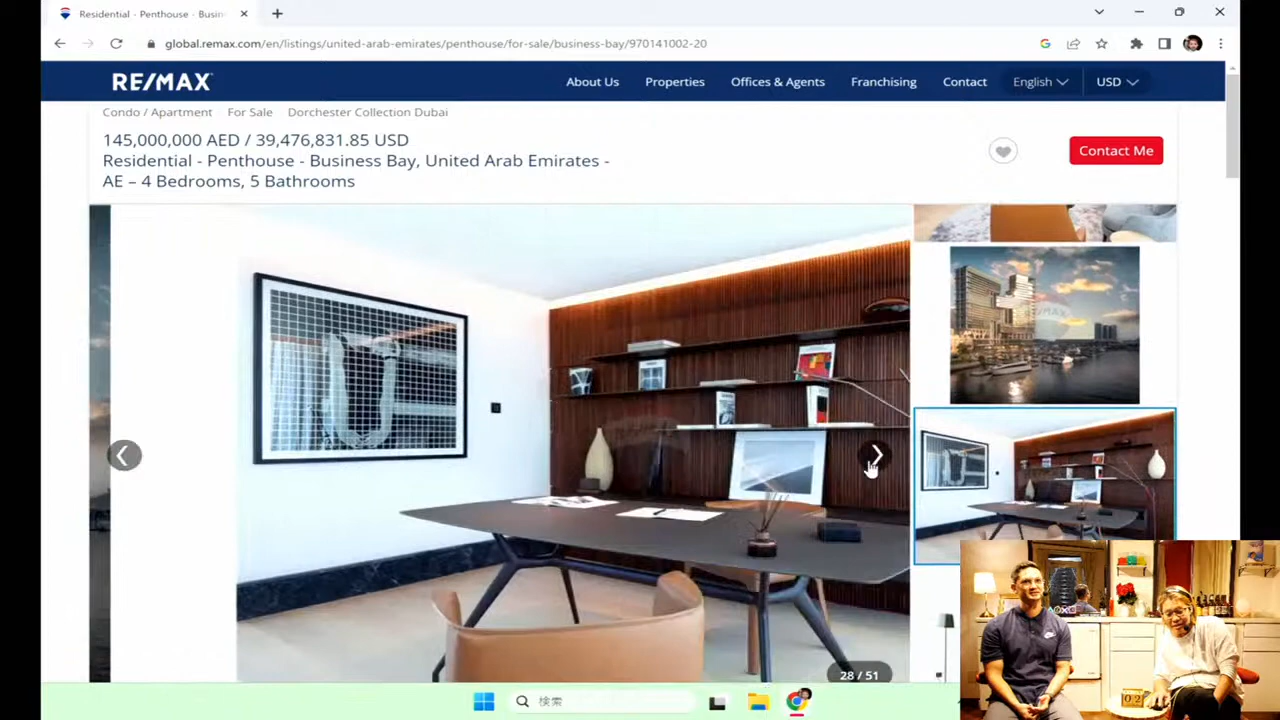 Residential - Penthouse - Busin
global.remax.com/en/listings/united-arab-emirates/penthouse/for-sale/business-bay/970141002-20
RE/MAX
About Us
Properties
Offices & Agents
Franchising
Contact
English
USD
Condo / Apartment
For Sale
Dorchester Collection Dubai
145,000,000 AED / 39,476,831.85 USD
Residential - Penthouse - Business Bay, United Arab Emirates -
AE – 4 Bedrooms, 5 Bathrooms
Contact Me
28 / 51
検索
02